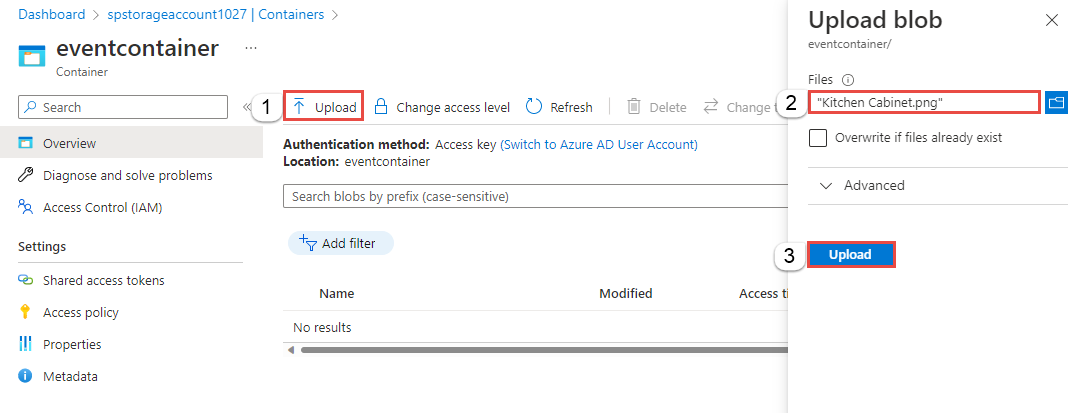 Dashboard > spstorageaccount1027 | Containers >
eventcontainer ...
Container
Search
«
Overview
Diagnose and solve problems
Access Control (IAM)
Settings
Shared access tokens
Access policy
Properties
Metadata
1 Upload Change access level Refresh Delete Change t
Authentication method: Access key (Switch to Azure AD User Account)
Location: eventcontainer
Search blobs by prefix (case-sensitive)
Add filter
Name Modified Access ti
No results
Upload blob
eventcontainer/
Files
2 "Kitchen Cabinet.png"
Overwrite if files already exist
Advanced
3 Upload